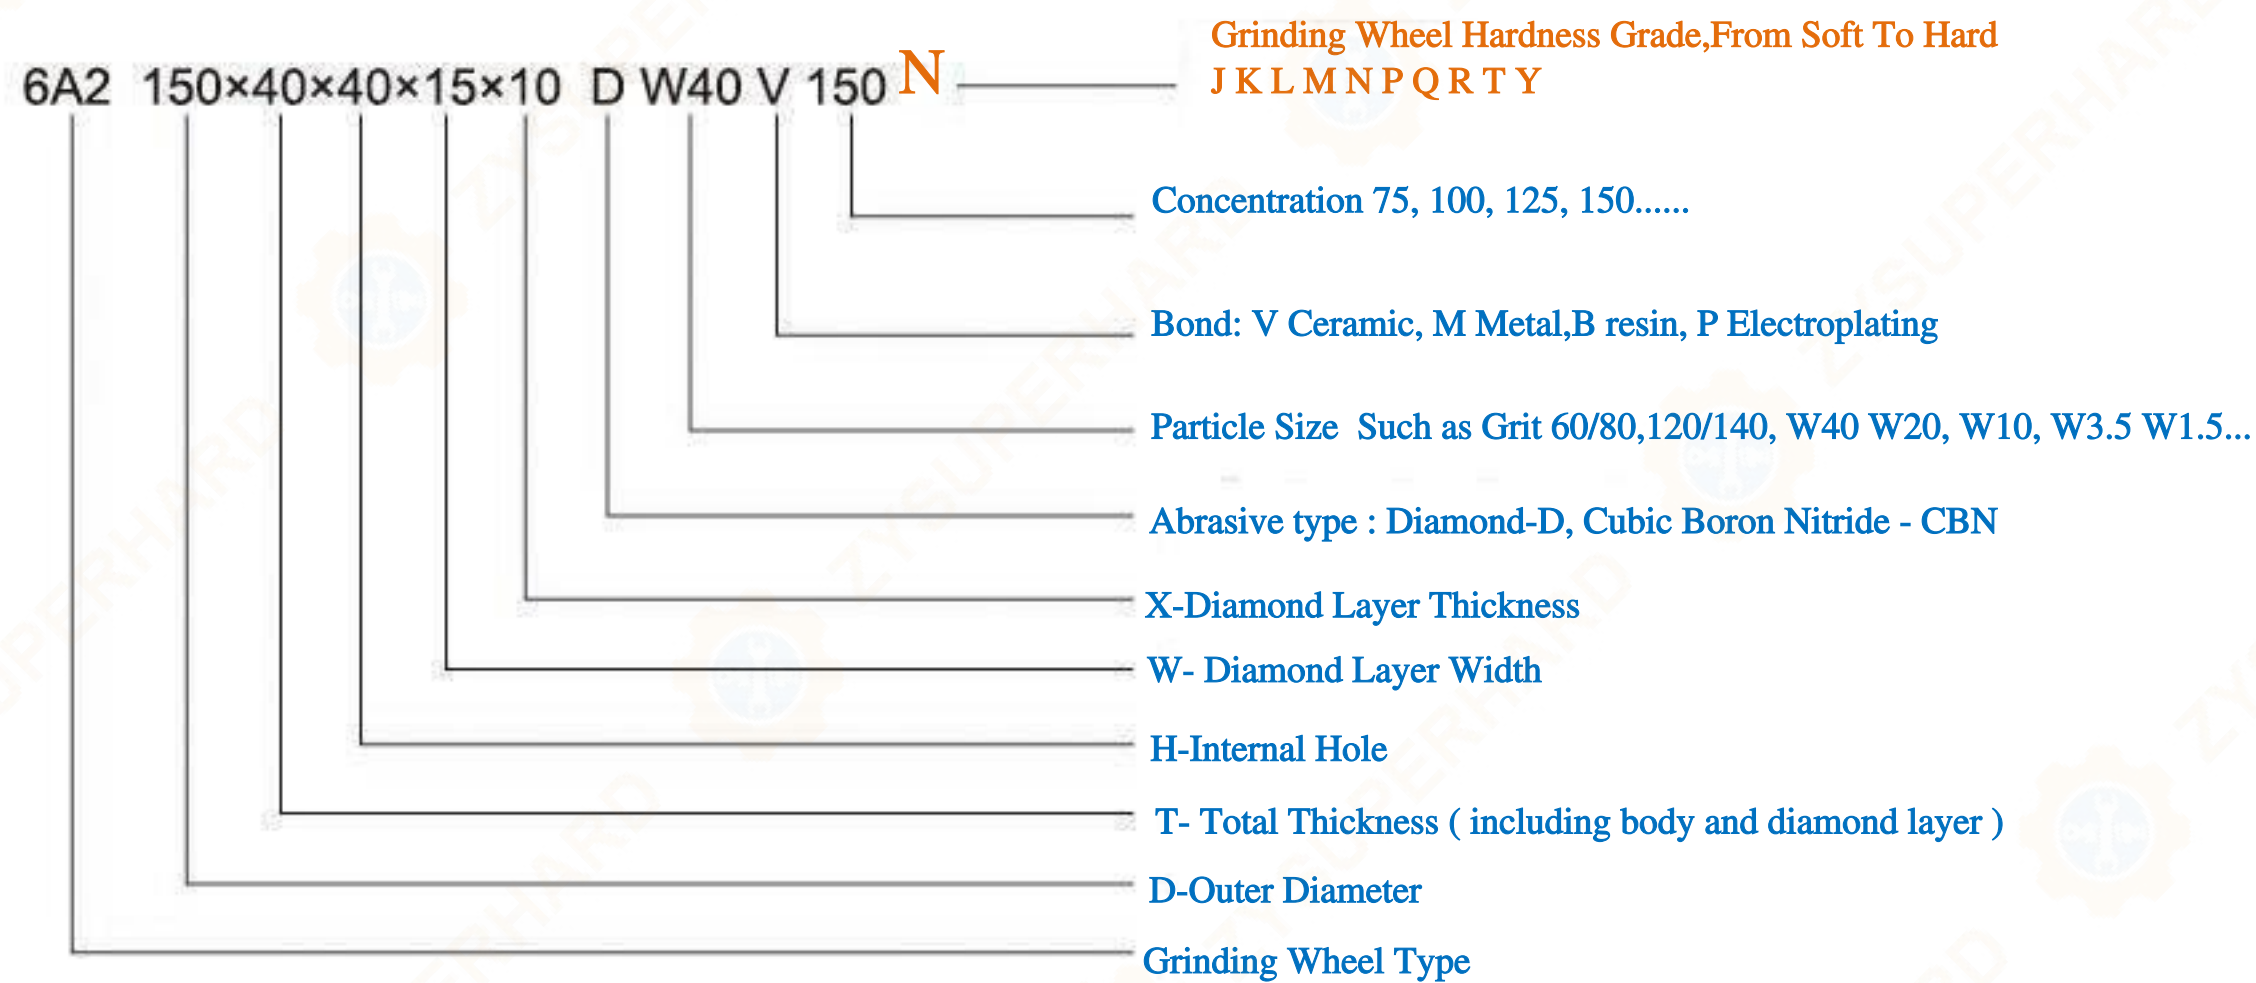 Grinding Wheel Hardness Grade,From Soft To Hard
6A2 150×40×40×15×10 D W40 V 150 N
J K L M N P Q R T Y
Concentration 75, 100, 125, 150......
Bond: V Ceramic, M Metal,B resin, P Electroplating
Particle Size Such as Grit 60/80,120/140, W40 W20, W10, W3.5 W1.5...
Abrasive type : Diamond-D, Cubic Boron Nitride - CBN
X-Diamond Layer Thickness
W- Diamond Layer Width
H-Internal Hole
T- Total Thickness ( including body and diamond layer )
D-Outer Diameter
Grinding Wheel Type
ZYSUPERHARD